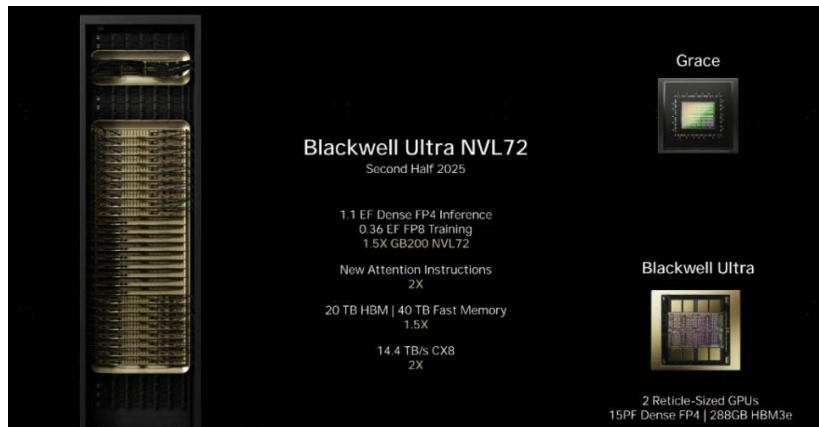 Blackwell Ultra NVL72
Second Half 2025
1.1 EF Dense FP4 Inference
0.36 EF FP8 Training
1.5X GB200 NVL72
New Attention Instructions
2X
20 TB HBM | 40 TB Fast Memory
1.5X
14.4 TB/s CX8
2X
Grace
Blackwell Ultra
2 Reticle-Sized GPUs
15PF Dense FP4 | 288GB HBM3e